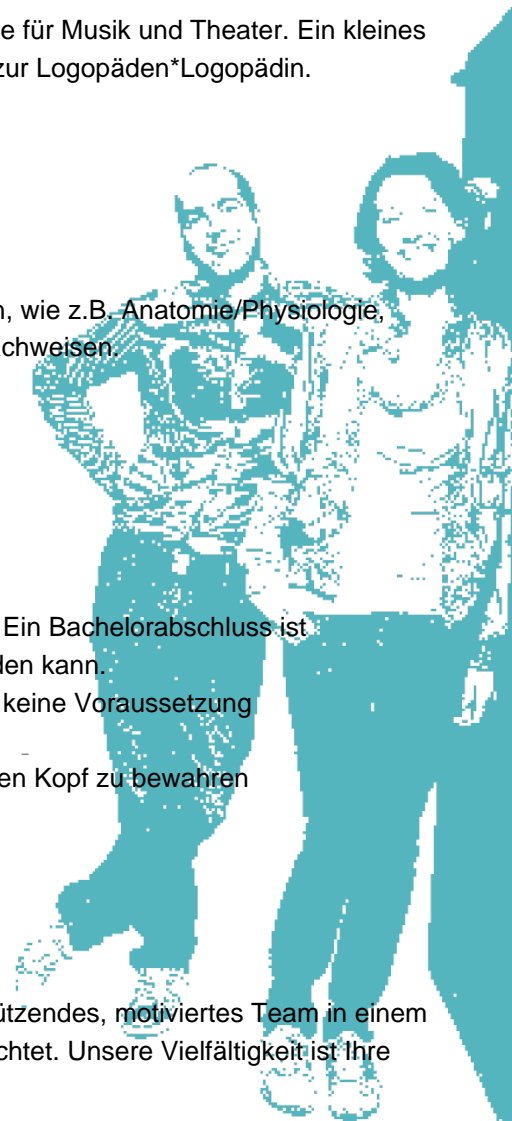 e für Musik und Theater. Ein kleines
zur Logopäden*Logopädin.
n, wie z.B. Anatomie/Physiologie,
chweisen.
Ein Bachelorabschluss ist
den kann.
keine Voraussetzung
en Kopf zu bewahren
ützendes, motiviertes Team in einem
chtet. Unsere Vielfältigkeit ist Ihre